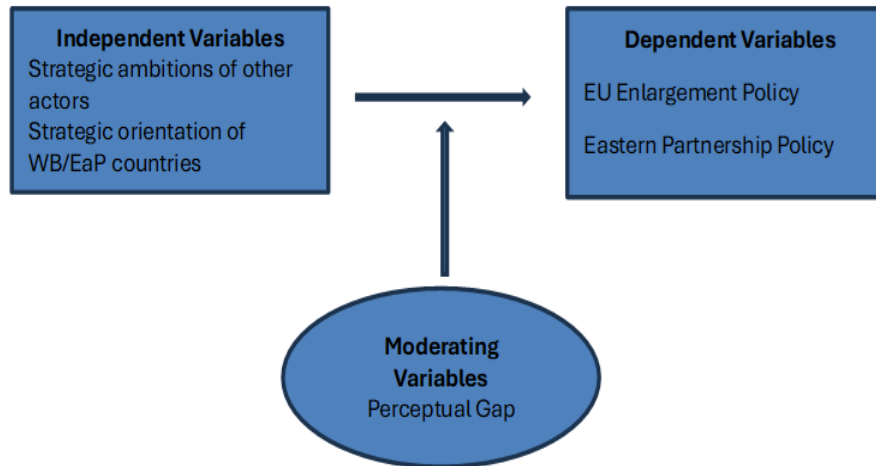 Independent Variables
Strategic ambitions of other
actors
Strategic orientation of
WB/EaP countries
Dependent Variables
EU Enlargement Policy
Eastern Partnership Policy
Moderating
Variables
Perceptual Gap